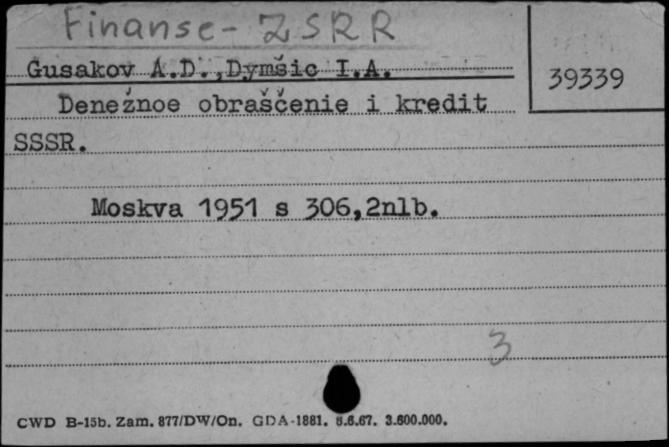 Finanse - ZSRR
Gusakov A.D.,Dymšic I.A.
39339
Denežnoe obraščenie i kredit
SSSR.
Moskva 1951 s 306,2nlb.
3
CWD B-15b. Zam. 877/DW/On. GDA-1881. 6.6.67. 3.600.000.